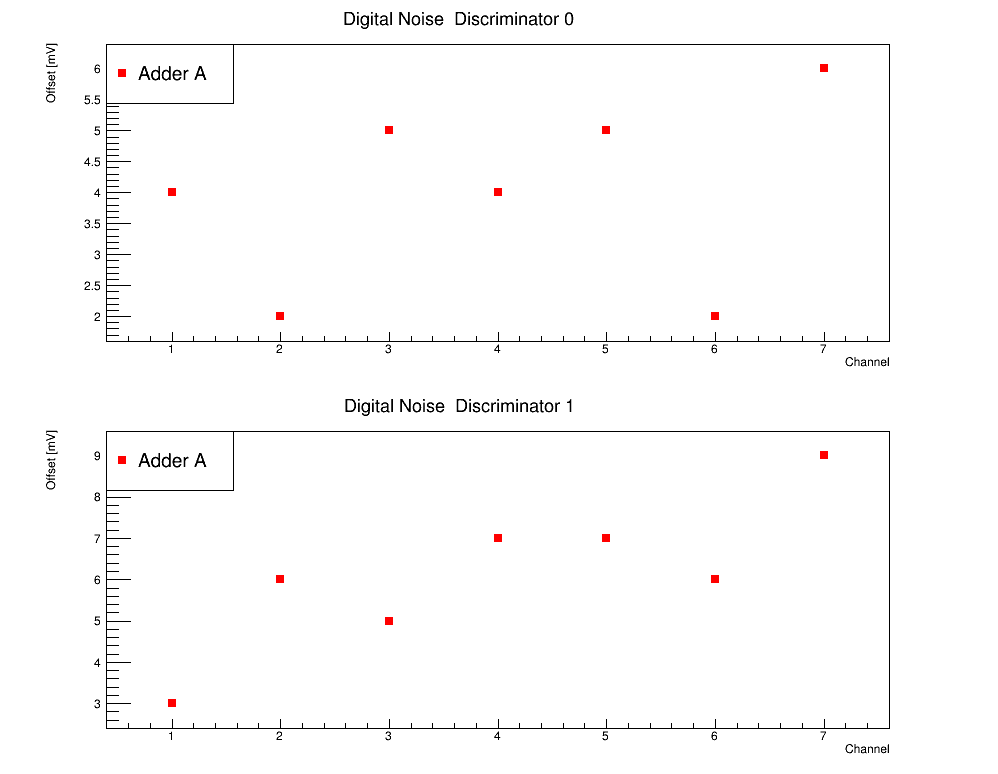 Digital Noise  Discriminator 0
Offset [mV]
Adder A
6
5.5
5
4.5
4
3.5
3
2.5
2
1 2 3 4 5 6 7
Channel
Digital Noise  Discriminator 1
Offset [mV]
Adder A
9
8
7
6
5
4
3
1 2 3 4 5 6 7
Channel